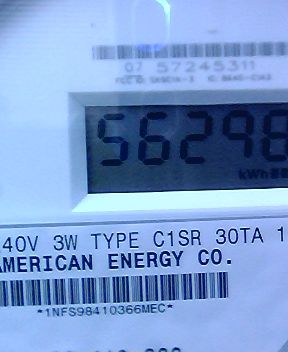 07 57245311
56298
kWh
40V 3W TYPE C1SR 30TA 1
AMERICAN ENERGY CO.
*1NFS98410366MEC*